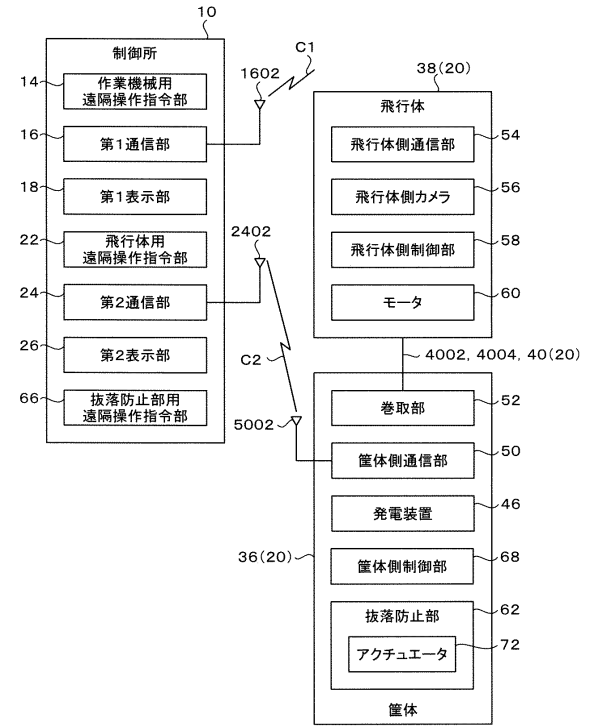 10
制御所
14
作業機械用
遠隔操作指令部
16
第1通信部
18
第1表示部
22
飛行体用
遠隔操作指令部
24
第2通信部
26
第2表示部
66
抜落防止部用
遠隔操作指令部
1602
C1
2402
C2
5002
38(20)
飛行体
飛行体側通信部
54
飛行体側カメラ
56
飛行体側制御部
58
モータ
60
4002, 4004, 40(20)
巻取部
52
筐体側通信部
50
発電装置
46
36(20)
筐体側制御部
68
抜落防止部
62
アクチュエータ
72
筐体